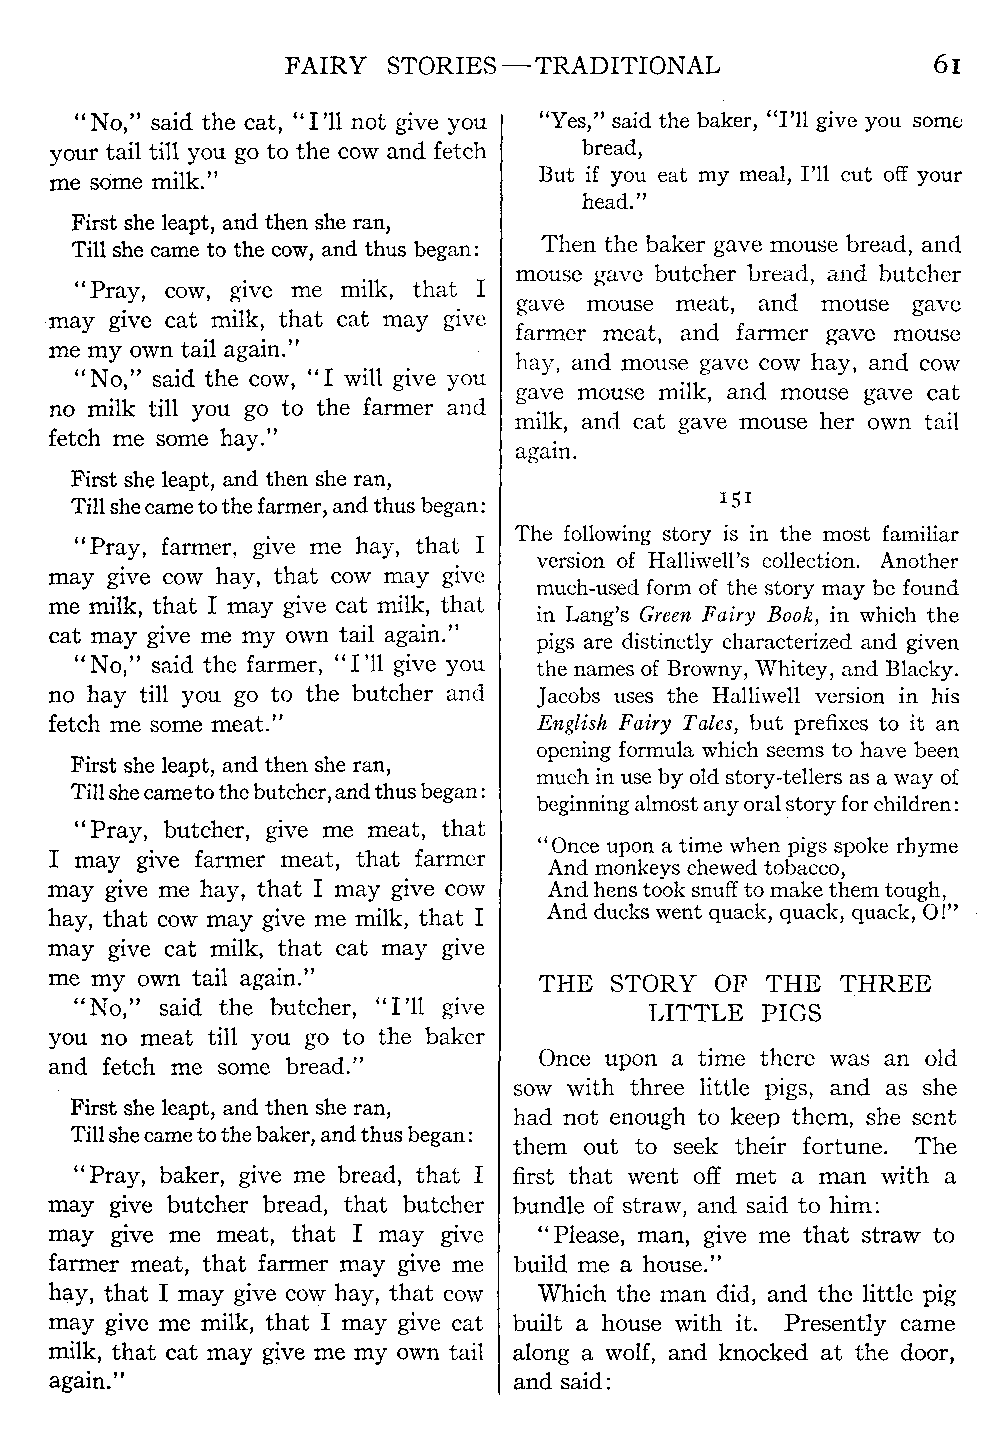 FAIRY STORIES—TRADITIONAL 61
"No," said the cat, "I'll not give you
your tail till you go to the cow and fetch
me some milk."
First she leapt, and then she ran,
Till she came to the cow, and thus began:
"Pray, cow, give me milk, that I
may give cat milk, that cat may give
me my own tail again."
"No," said the cow, "I will give you
no milk till you go to the farmer and
fetch me some hay."
First she leapt, and then she ran,
Till she came to the farmer, and thus began:
"Pray, farmer, give me hay, that I
may give cow hay, that cow may give
me milk, that I may give cat milk, that
cat may give me my own tail again."
"No," said the farmer, "I'll give you
no hay till you go to the butcher and
fetch me some meat."
First she leapt, and then she ran,
Till she came to the butcher, and thus began:
"Pray, butcher, give me meat, that
I may give farmer meat, that farmer
may give me hay, that I may give cow
hay, that cow may give me milk, that I
may give cat milk, that cat may give
me my own tail again."
"No," said the butcher, "I'll give
you no meat till you go to the baker
and fetch me some bread."
First she leapt, and then she ran,
Till she came to the baker, and thus began:
"Pray, baker, give me bread, that I
may give butcher bread, that butcher
may give me meat, that I may give
farmer meat, that farmer may give me
hay, that I may give cow hay, that cow
may give me milk, that I may give cat
milk, that cat may give me my own tail
again."
"Yes," said the baker, "I'll give you some
bread,
But if you eat my meal, I'll cut off your
head."
Then the baker gave mouse bread, and
mouse gave butcher bread, and butcher
gave mouse meat, and mouse gave
farmer meat, and farmer gave mouse
hay, and mouse gave cow hay, and cow
gave mouse milk, and mouse gave cat
milk, and cat gave mouse her own tail
again.
151
The following story is in the most familiar
version of Halliwell's collection. Another
much-used form of the story may be found
in Lang's Green Fairy Book, in which the
pigs are distinctly characterized and given
the names of Browny, Whitey, and Blacky.
Jacobs uses the Halliwell version in his
English Fairy Tales, but prefixes to it an
opening formula which seems to have been
much in use by old story-tellers as a way of
beginning almost any oral story for children:
"Once upon a time when pigs spoke rhyme
And monkeys chewed tobacco,
And hens took snuff to make them tough,
And ducks went quack, quack, quack, O!"
THE STORY OF THE THREE
LITTLE PIGS
Once upon a time there was an old
sow with three little pigs, and as she
had not enough to keep them, she sent
them out to seek their fortune. The
first that went off met a man with a
bundle of straw, and said to him:
"Please, man, give me that straw to
build me a house."
Which the man did, and the little pig
built a house with it. Presently came
along a wolf, and knocked at the door,
and said: